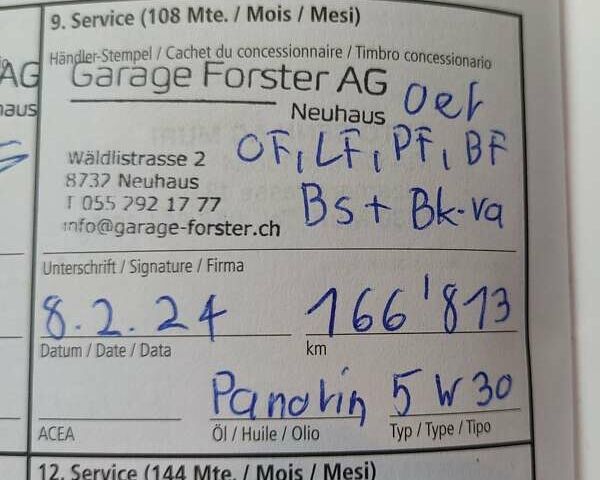 9. Service (108 Mte. / Mois / Mesi)
Händler-Stempel / Cachet du concessionnaire / Timbro concessionario
AG Garage Forster AG
haus Neuhaus Oel
Wäldlistrasse 2 OF, LF, PF, BF
8732 Neuhaus
T 055 292 17 77 Bs + Bk-va
info@garage-forster.ch
Unterschrift / Signature / Firma
8.2.24 166'813
Datum / Date / Data km
Panolin 5W30
ACEA Öl / Huile / Olio Typ / Type / Tipo
12. Service (144 Mte. / Mois / Mesi)